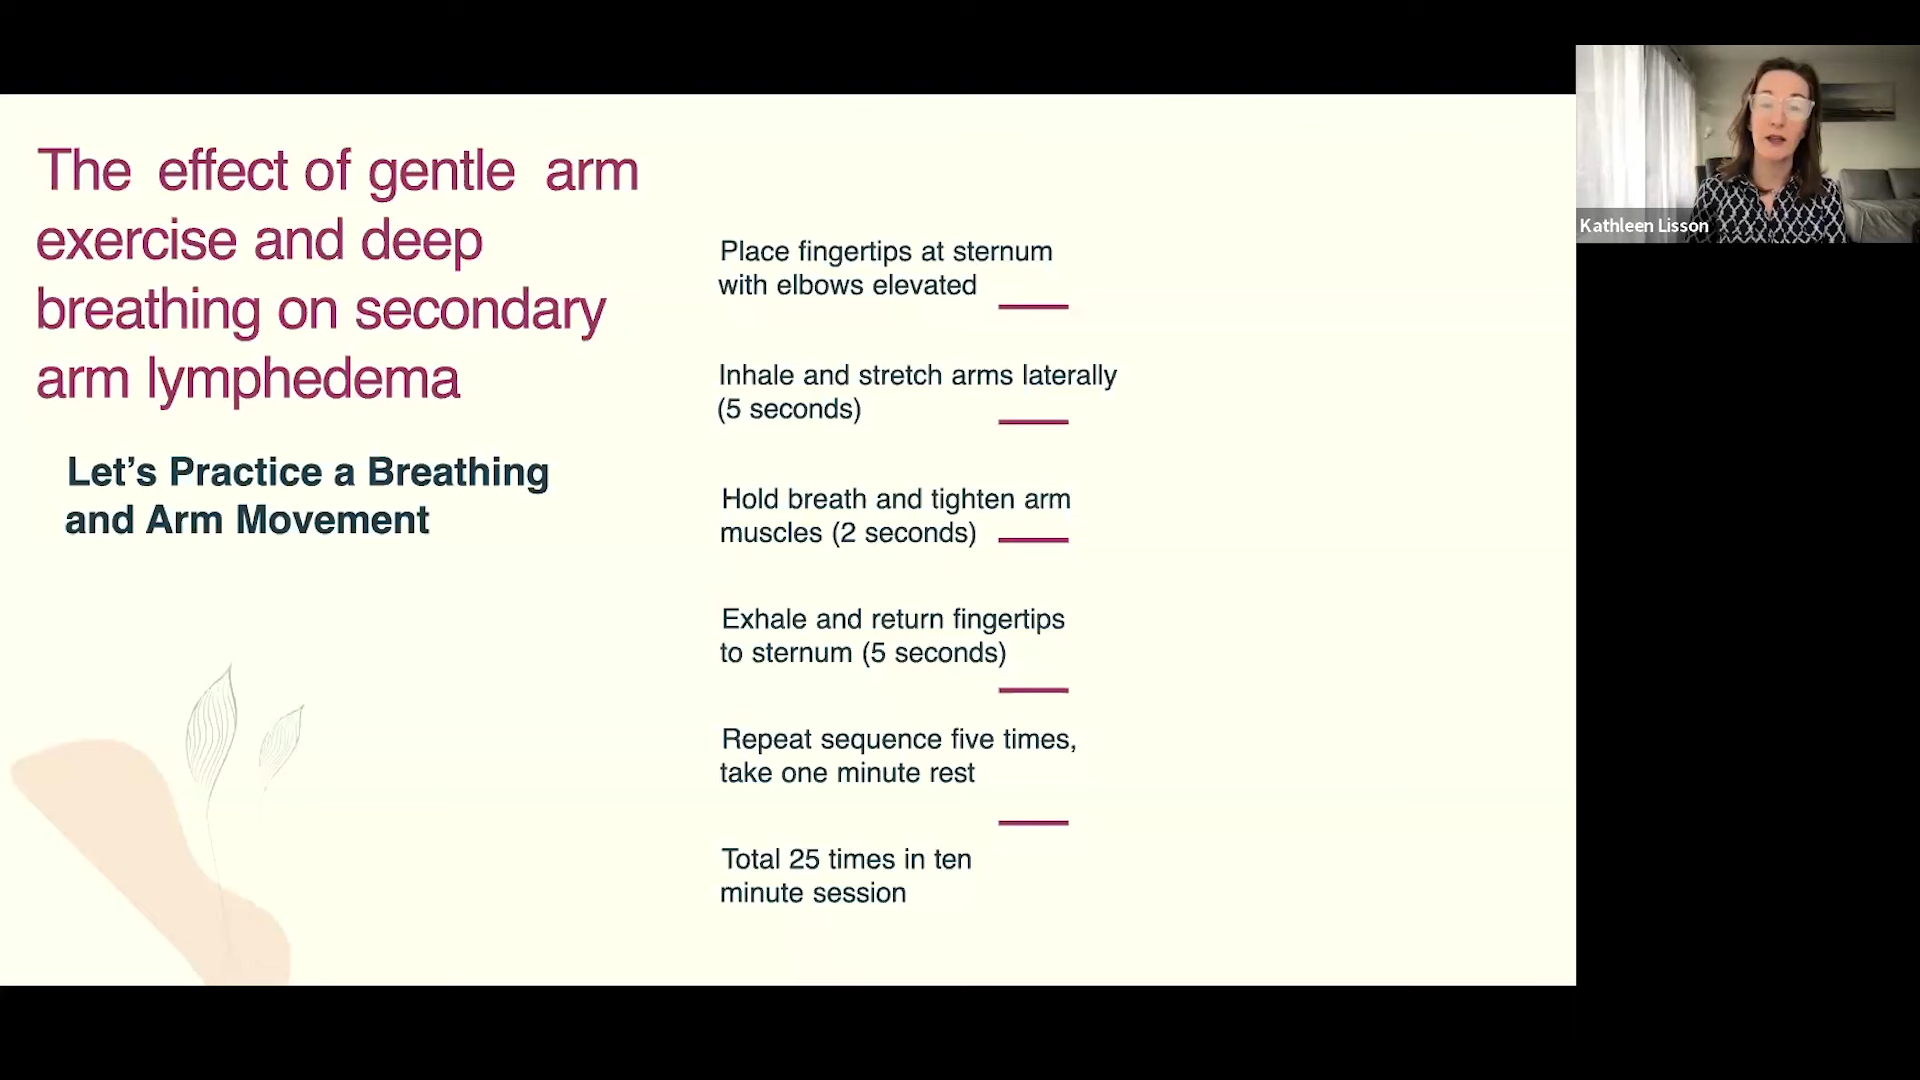 The effect of gentle arm
exercise and deep
breathing on secondary
arm lymphedema
Let’s Practice a Breathing
and Arm Movement
Place fingertips at sternum
with elbows elevated
Inhale and stretch arms laterally
(5 seconds)
Hold breath and tighten arm
muscles (2 seconds)
Exhale and return fingertips
to sternum (5 seconds)
Repeat sequence five times,
take one minute rest
Total 25 times in ten
minute session
Kathleen Lisson